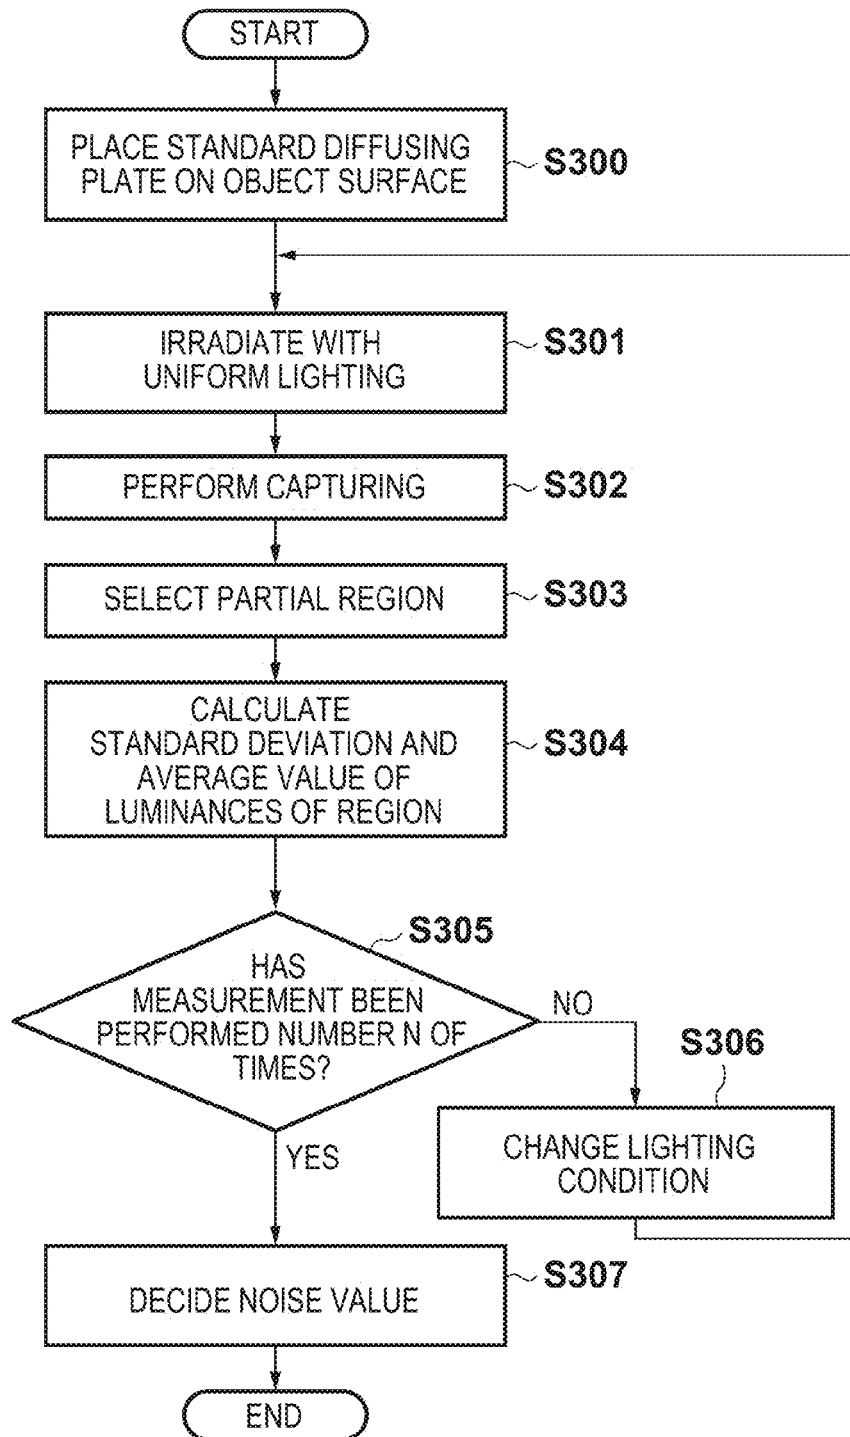 START
PLACE STANDARD DIFFUSING
PLATE ON OBJECT SURFACE
S300
IRRADIATE WITH
UNIFORM LIGHTING
S301
PERFORM CAPTURING
S302
SELECT PARTIAL REGION
S303
CALCULATE
STANDARD DEVIATION AND
AVERAGE VALUE OF
LUMINANCES OF REGION
S304
S305
HAS
MEASUREMENT BEEN
PERFORMED NUMBER N OF
TIMES?
NO
S306
CHANGE LIGHTING
CONDITION
YES
DECIDE NOISE VALUE
S307
END